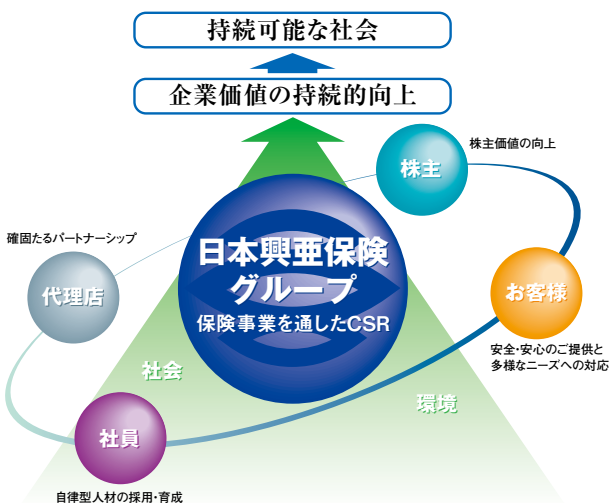 持続可能な社会
企業価値の持続的向上
株主価値の向上
株主
確固たるパートナーシップ
代理店
日本興亜保険
グループ
保険事業を通したCSR
お客様
安全・安心のご提供と
多様なニーズへの対応
社会
環境
社員
自律型人材の採用・育成